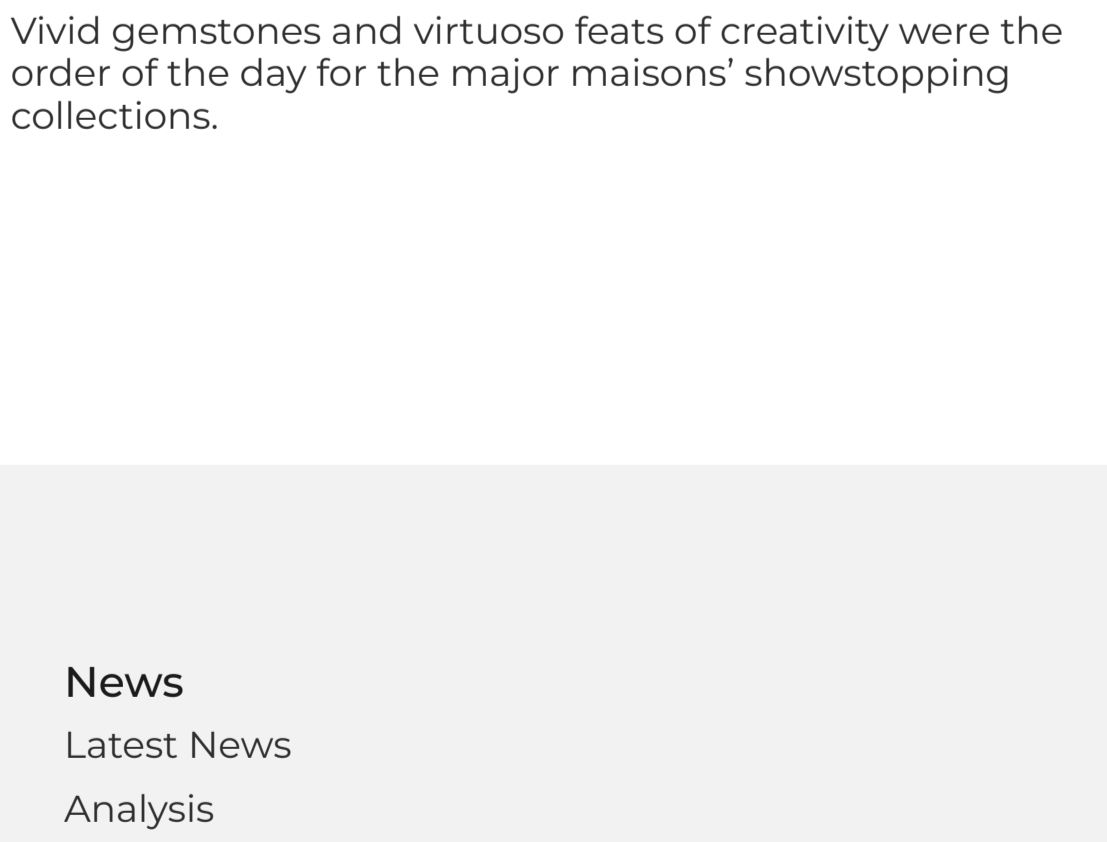 Vivid gemstones and virtuoso feats of creativity were the
order of the day for the major maisons’ showstopping
collections.
News
Latest News
Analysis